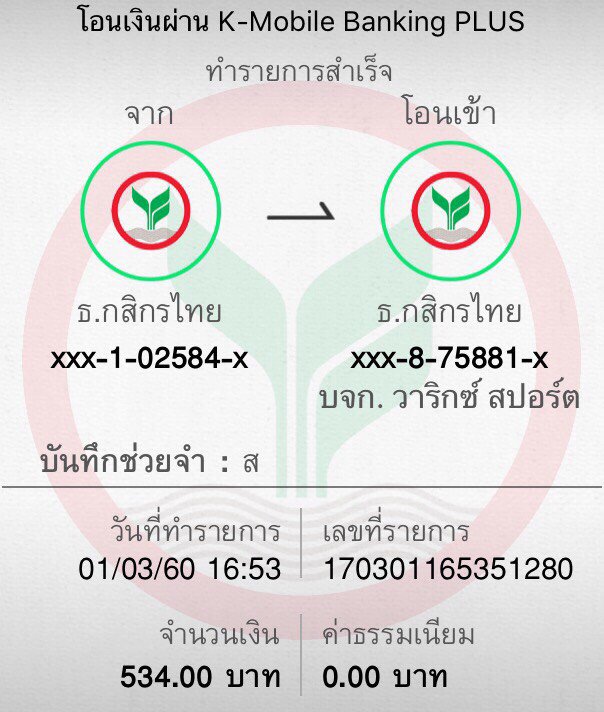 โอนเงินผ่าน K-Mobile Banking PLUS
ทำรายการสำเร็จ
จาก
โอนเข้า
ธ.กสิกรไทย
ธ.กสิกรไทย
xxx-1-02584-x
xxx-8-75881-x
บจก. วาริกซ์ สปอร์ต
บันทึกช่วยจำ : ส
วันที่ทำรายการ
เลขที่รายการ
01/03/60 16:53
170301165351280
จำนวนเงิน
ค่าธรรมเนียม
534.00 บาท
0.00 บาท